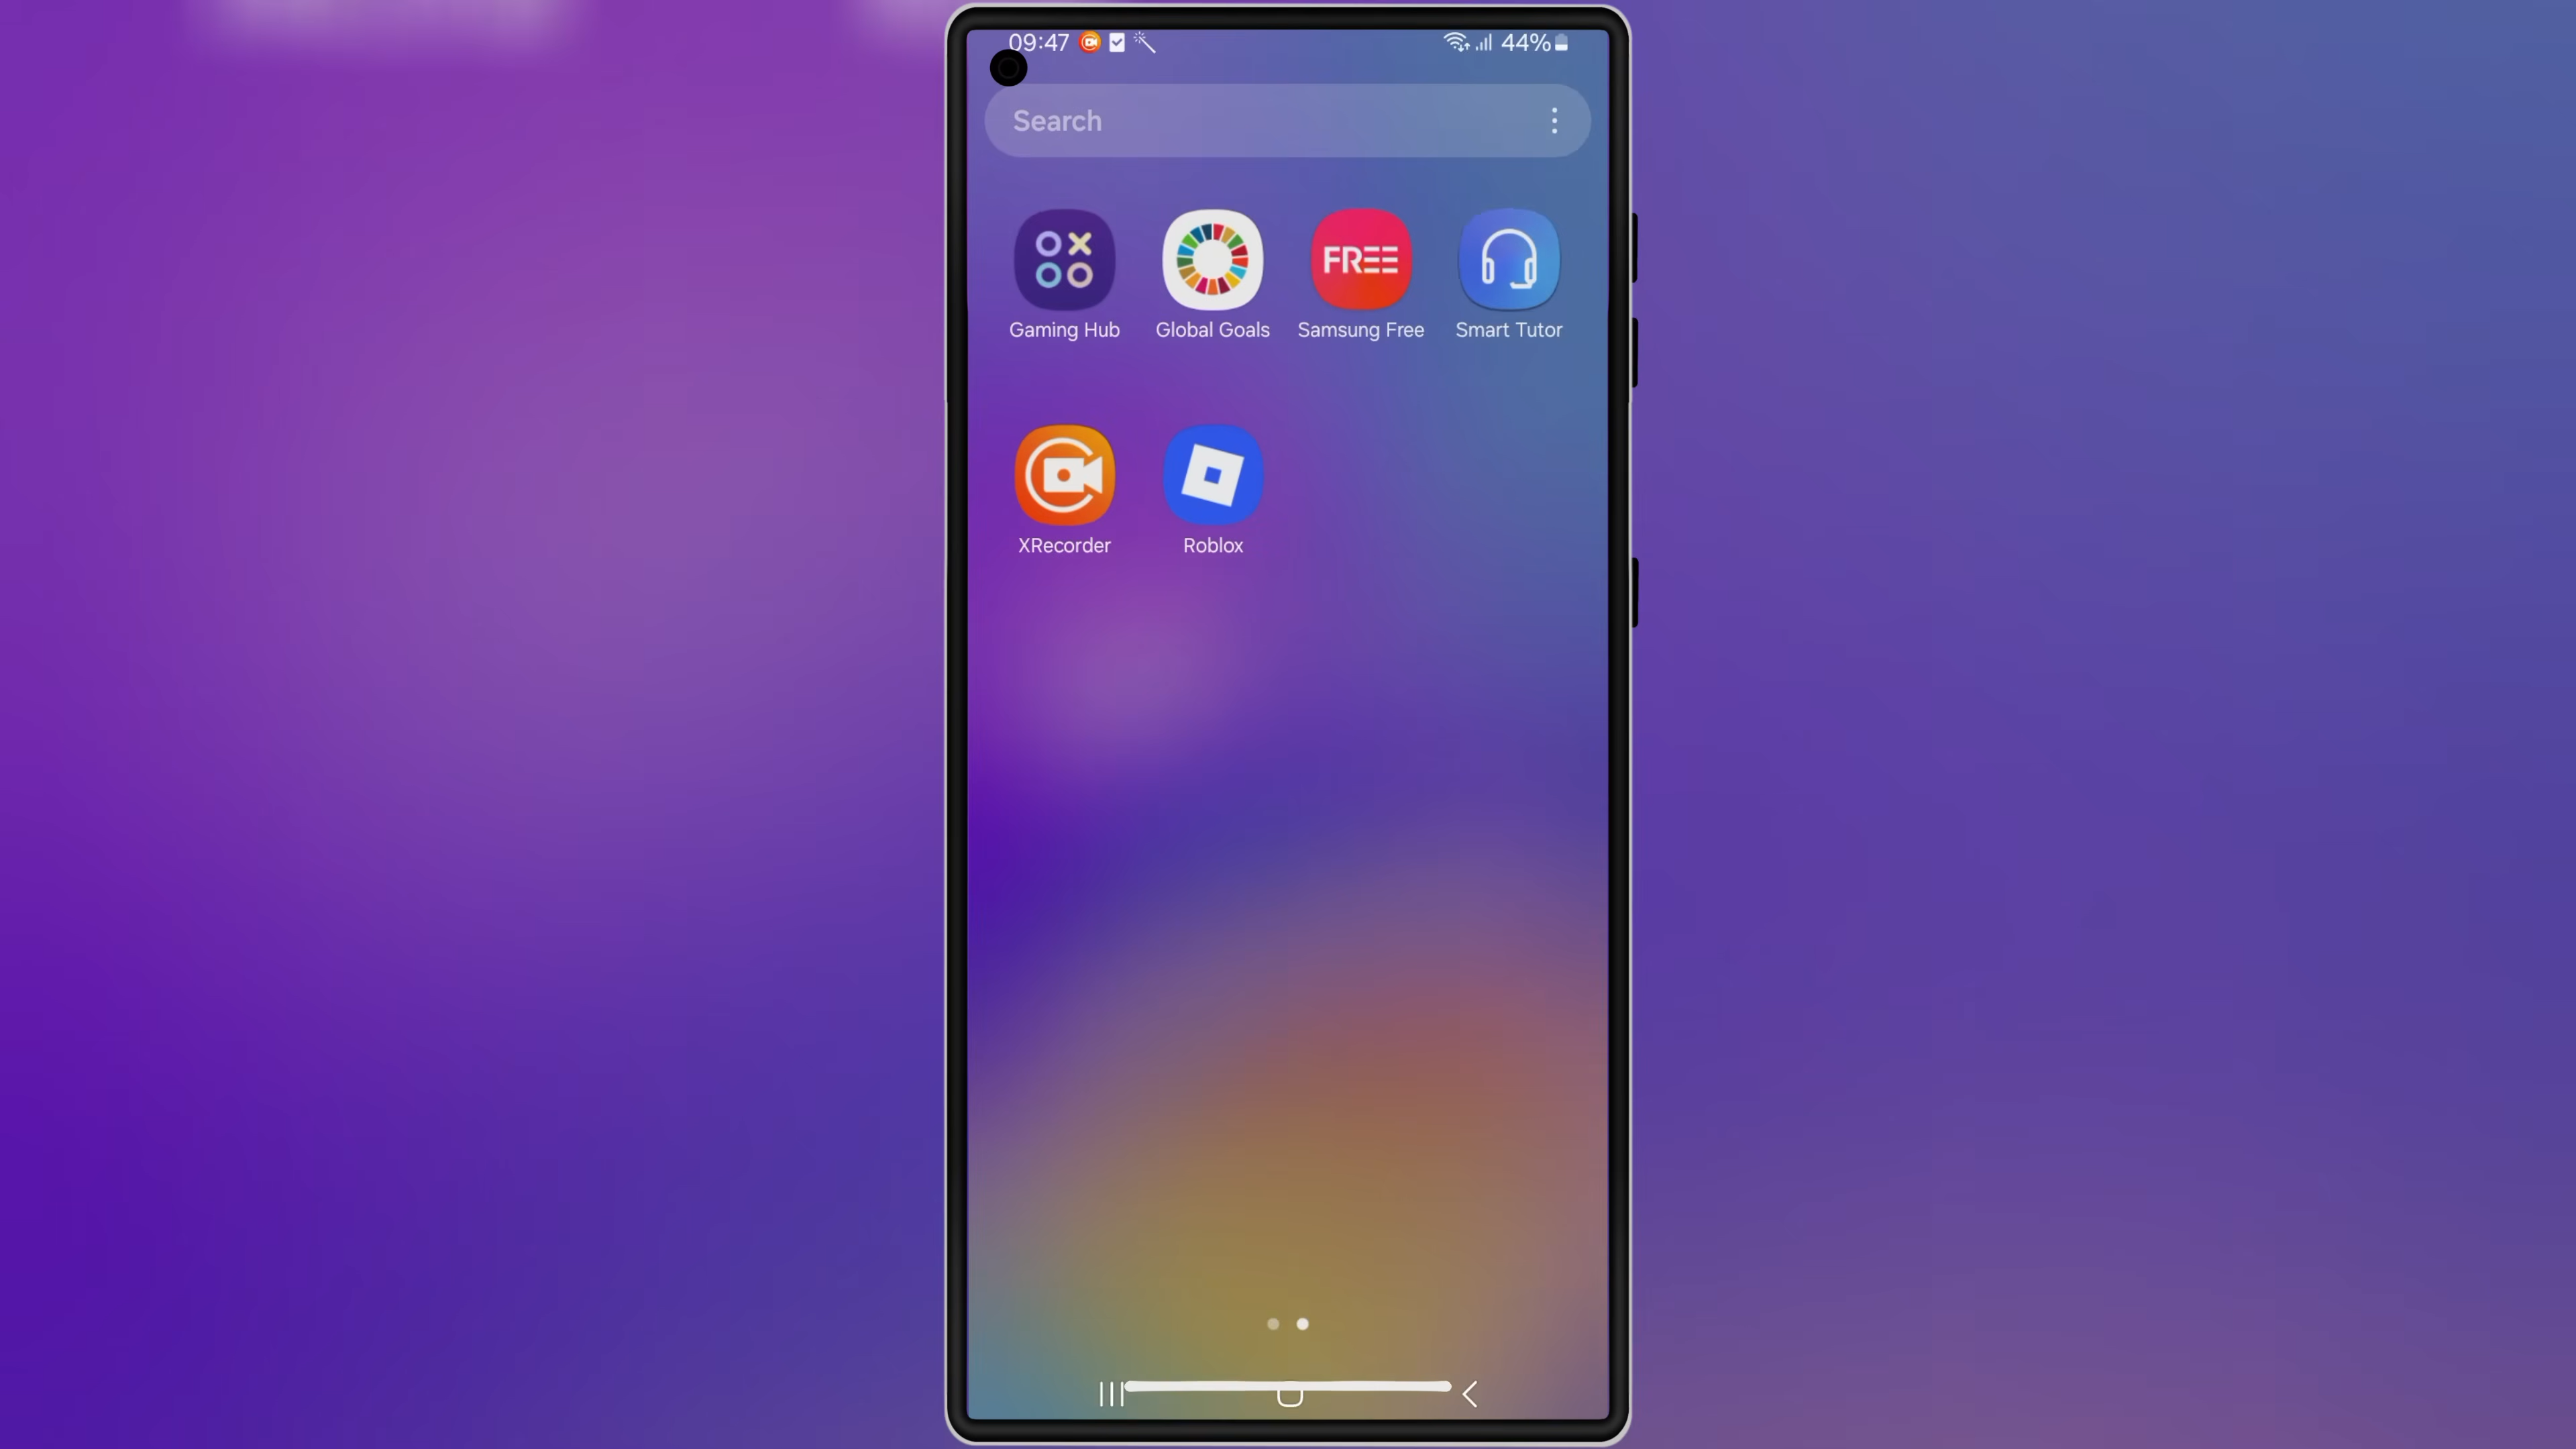 09:47
44%
Search
FREE
Gaming Hub
Global Goals
Samsung Free
Smart Tutor
XRecorder
Roblox